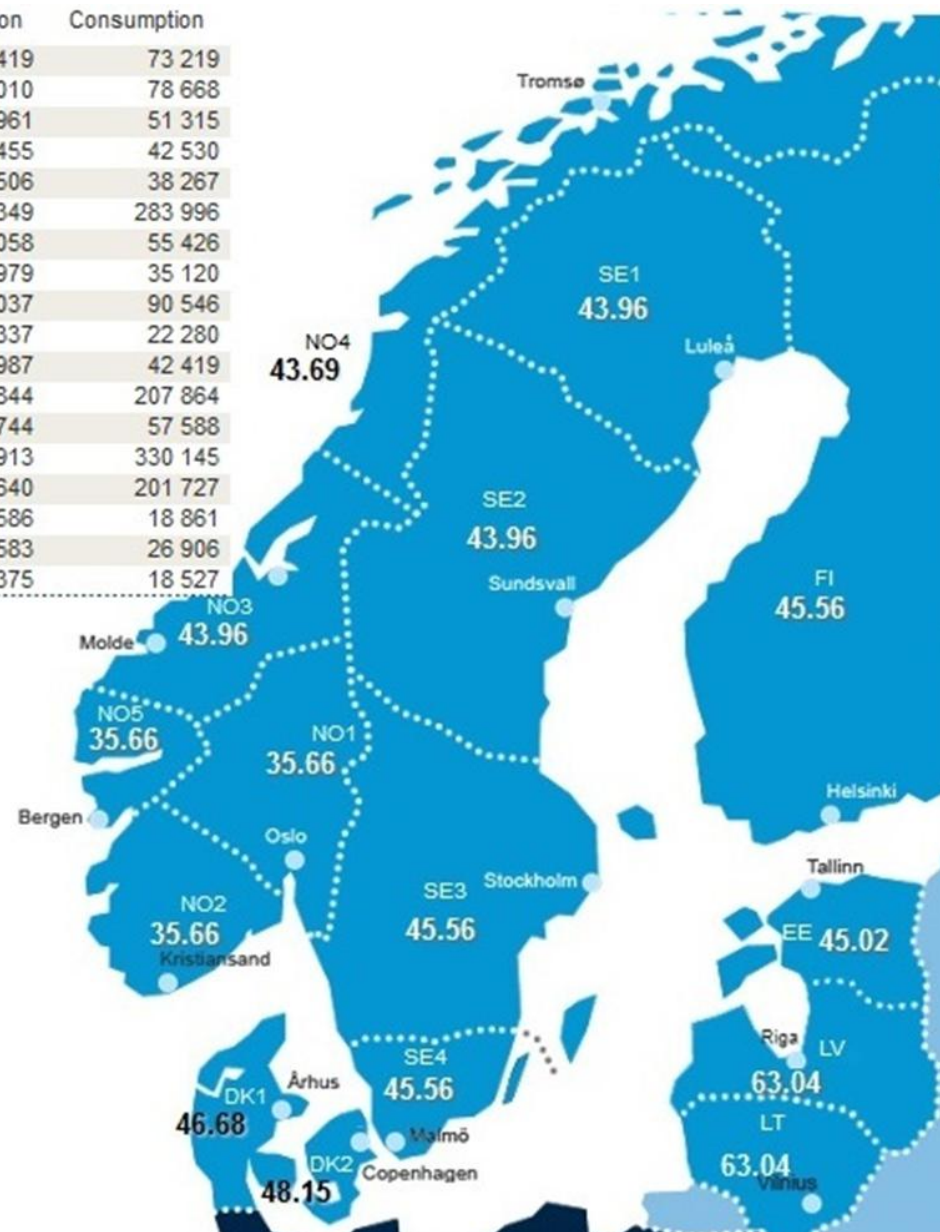 on Consumption
419 73 219
010 78 668
961 51 315
455 42 530
506 38 267
349 283 996
058 55 426
979 35 120
037 90 546
337 22 280
987 42 419
844 207 864
744 57 588
913 330 145
640 201 727
586 18 861
583 26 906
375 18 527
Tromsø
SE1
43.96
NO4
43.69
Luleå
SE2
43.96
Sundsvall
FI
45.56
NO3
43.96
Molde
NO5
35.66
NO1
35.66
Helsinki
Bergen
Oslo
Tallinn
SE3
45.56
Stockholm
NO2
35.66
Kristiansand
EE 45.02
Riga
LV
63.04
SE4
45.56
Århus
DK1
46.68
LT
63.04
Vilnius
Malmö
DK2
48.15
Copenhagen